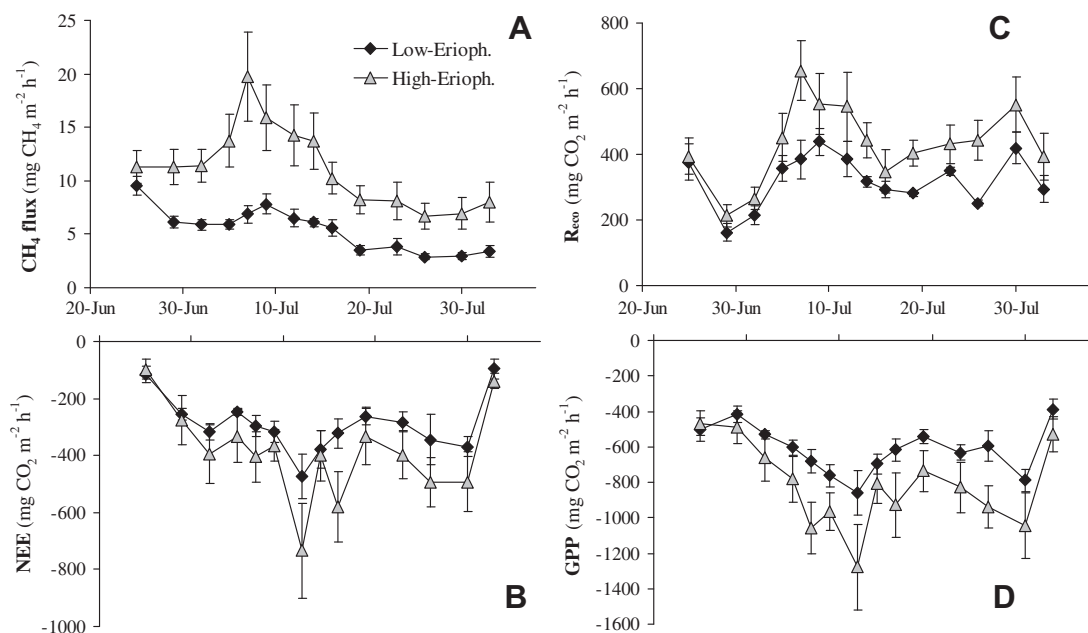 A
CH₄ flux (mg CH₄ m⁻² h⁻¹)
25
20
15
10
5
0
Low-Erioph.
High-Erioph.
20-Jun
30-Jun
10-Jul
20-Jul
30-Jul
C
Reco (mg CO₂ m⁻² h⁻¹)
800
600
400
200
0
20-Jun
30-Jun
10-Jul
20-Jul
30-Jul
B
NEE (mg CO₂ m⁻² h⁻¹)
0
-200
-400
-600
-800
-1000
D
GPP (mg CO₂ m⁻² h⁻¹)
0
-200
-400
-600
-800
-1000
-1200
-1400
-1600